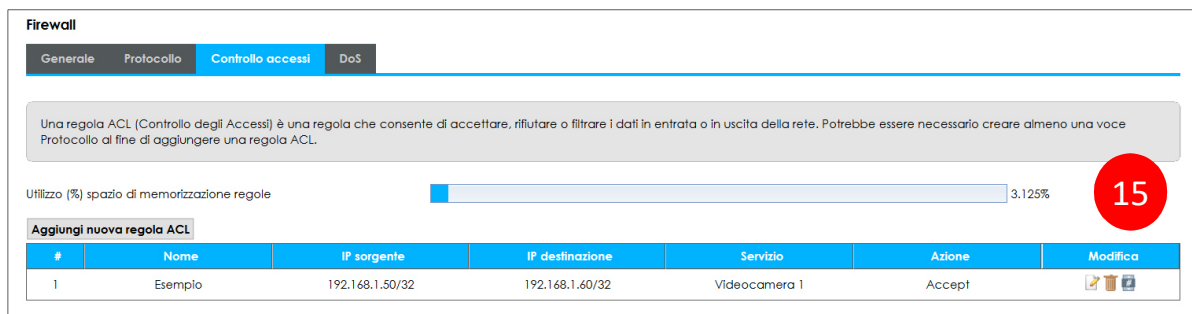 Firewall
Generale Protocollo Controllo accessi DoS
Una regola ACL (Controllo degli Accessi) è una regola che consente di accettare, rifiutare o filtrare i dati in entrata o in uscita della rete. Potrebbe essere necessario creare almeno una voce
Protocollo al fine di aggiungere una regola ACL.
Utilizzo (%) spazio di memorizzazione regole 3.125%
15
Aggiungi nuova regola ACL
# Nome IP sorgente IP destinazione Servizio Azione Modifica
1 Esempio 192.168.1.50/32 192.168.1.60/32 Videocamera 1 Accept